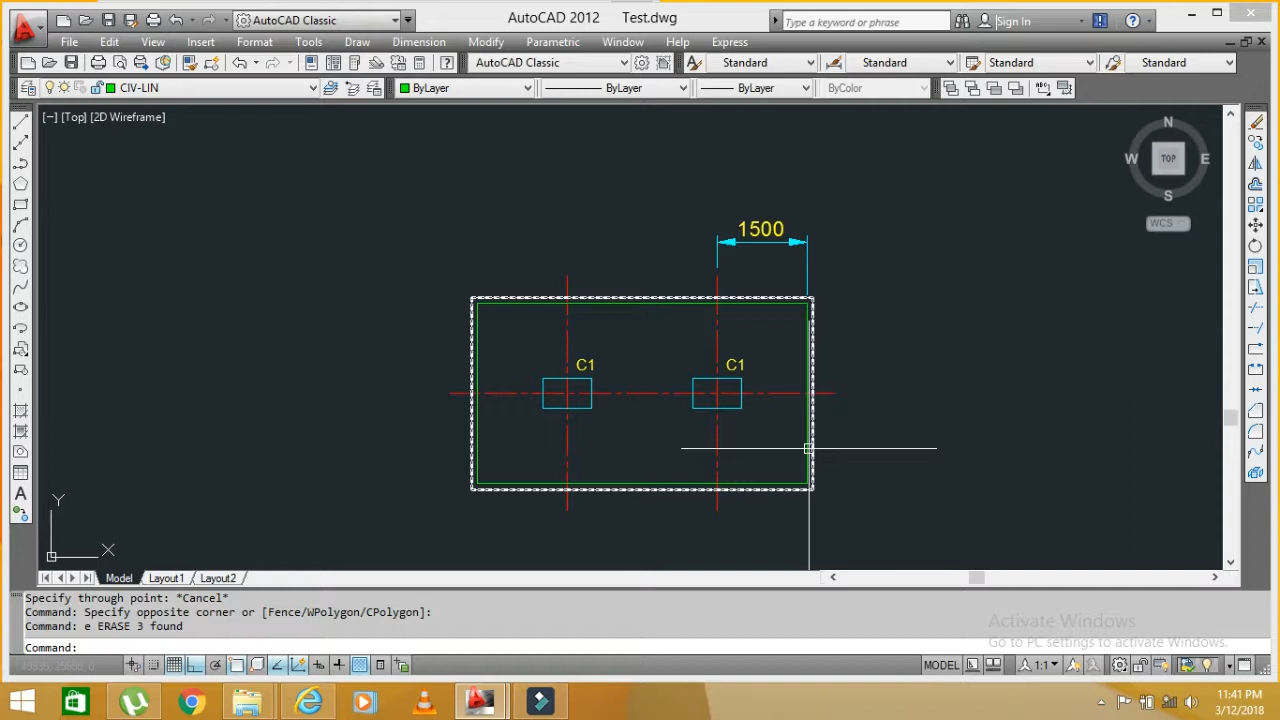 AutoCAD Classic
AutoCAD 2012 Test.dwg
Type a keyword or phrase
Sign In
File Edit View Insert Format Tools Draw Dimension Modify Parametric Window Help Express
AutoCAD Classic
Standard
Standard
Standard
Standard
CIV-LIN
ByLayer
ByLayer
ByLayer
ByColor
[−] [Top] [2D Wireframe]
N
W TOP E
S
WCS
1500
C1 C1
Y
X
Model Layout1 Layout2
Specify through point: *Cancel*
Command: Specify opposite corner or [Fence/WPolygon/CPolygon]:
Command: e ERASE 3 found
Activate Windows
Go to PC settings to activate Windows.
Command:
MODEL
1:1
11:41 PM
3/12/2018